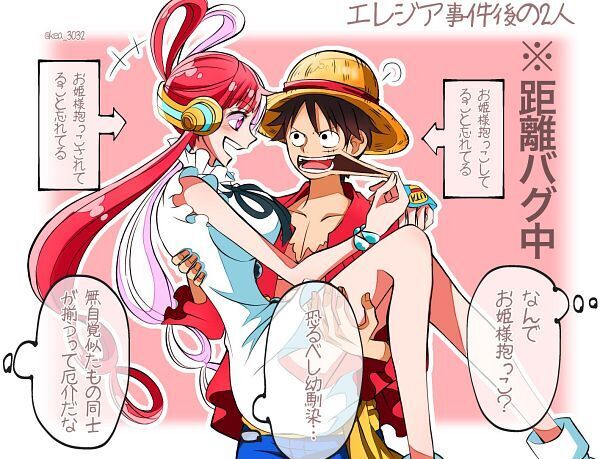 エレジア事件後の2人
@kea_3032
※距離バグ中
お姫様抱っこして
ること忘れてる
お姫様抱っこされて
ること忘れてる
なんで
お姫様抱っこ?
恐るべし幼馴染…
無自覚似たもの同士
が揃つって厄介だな
UTA